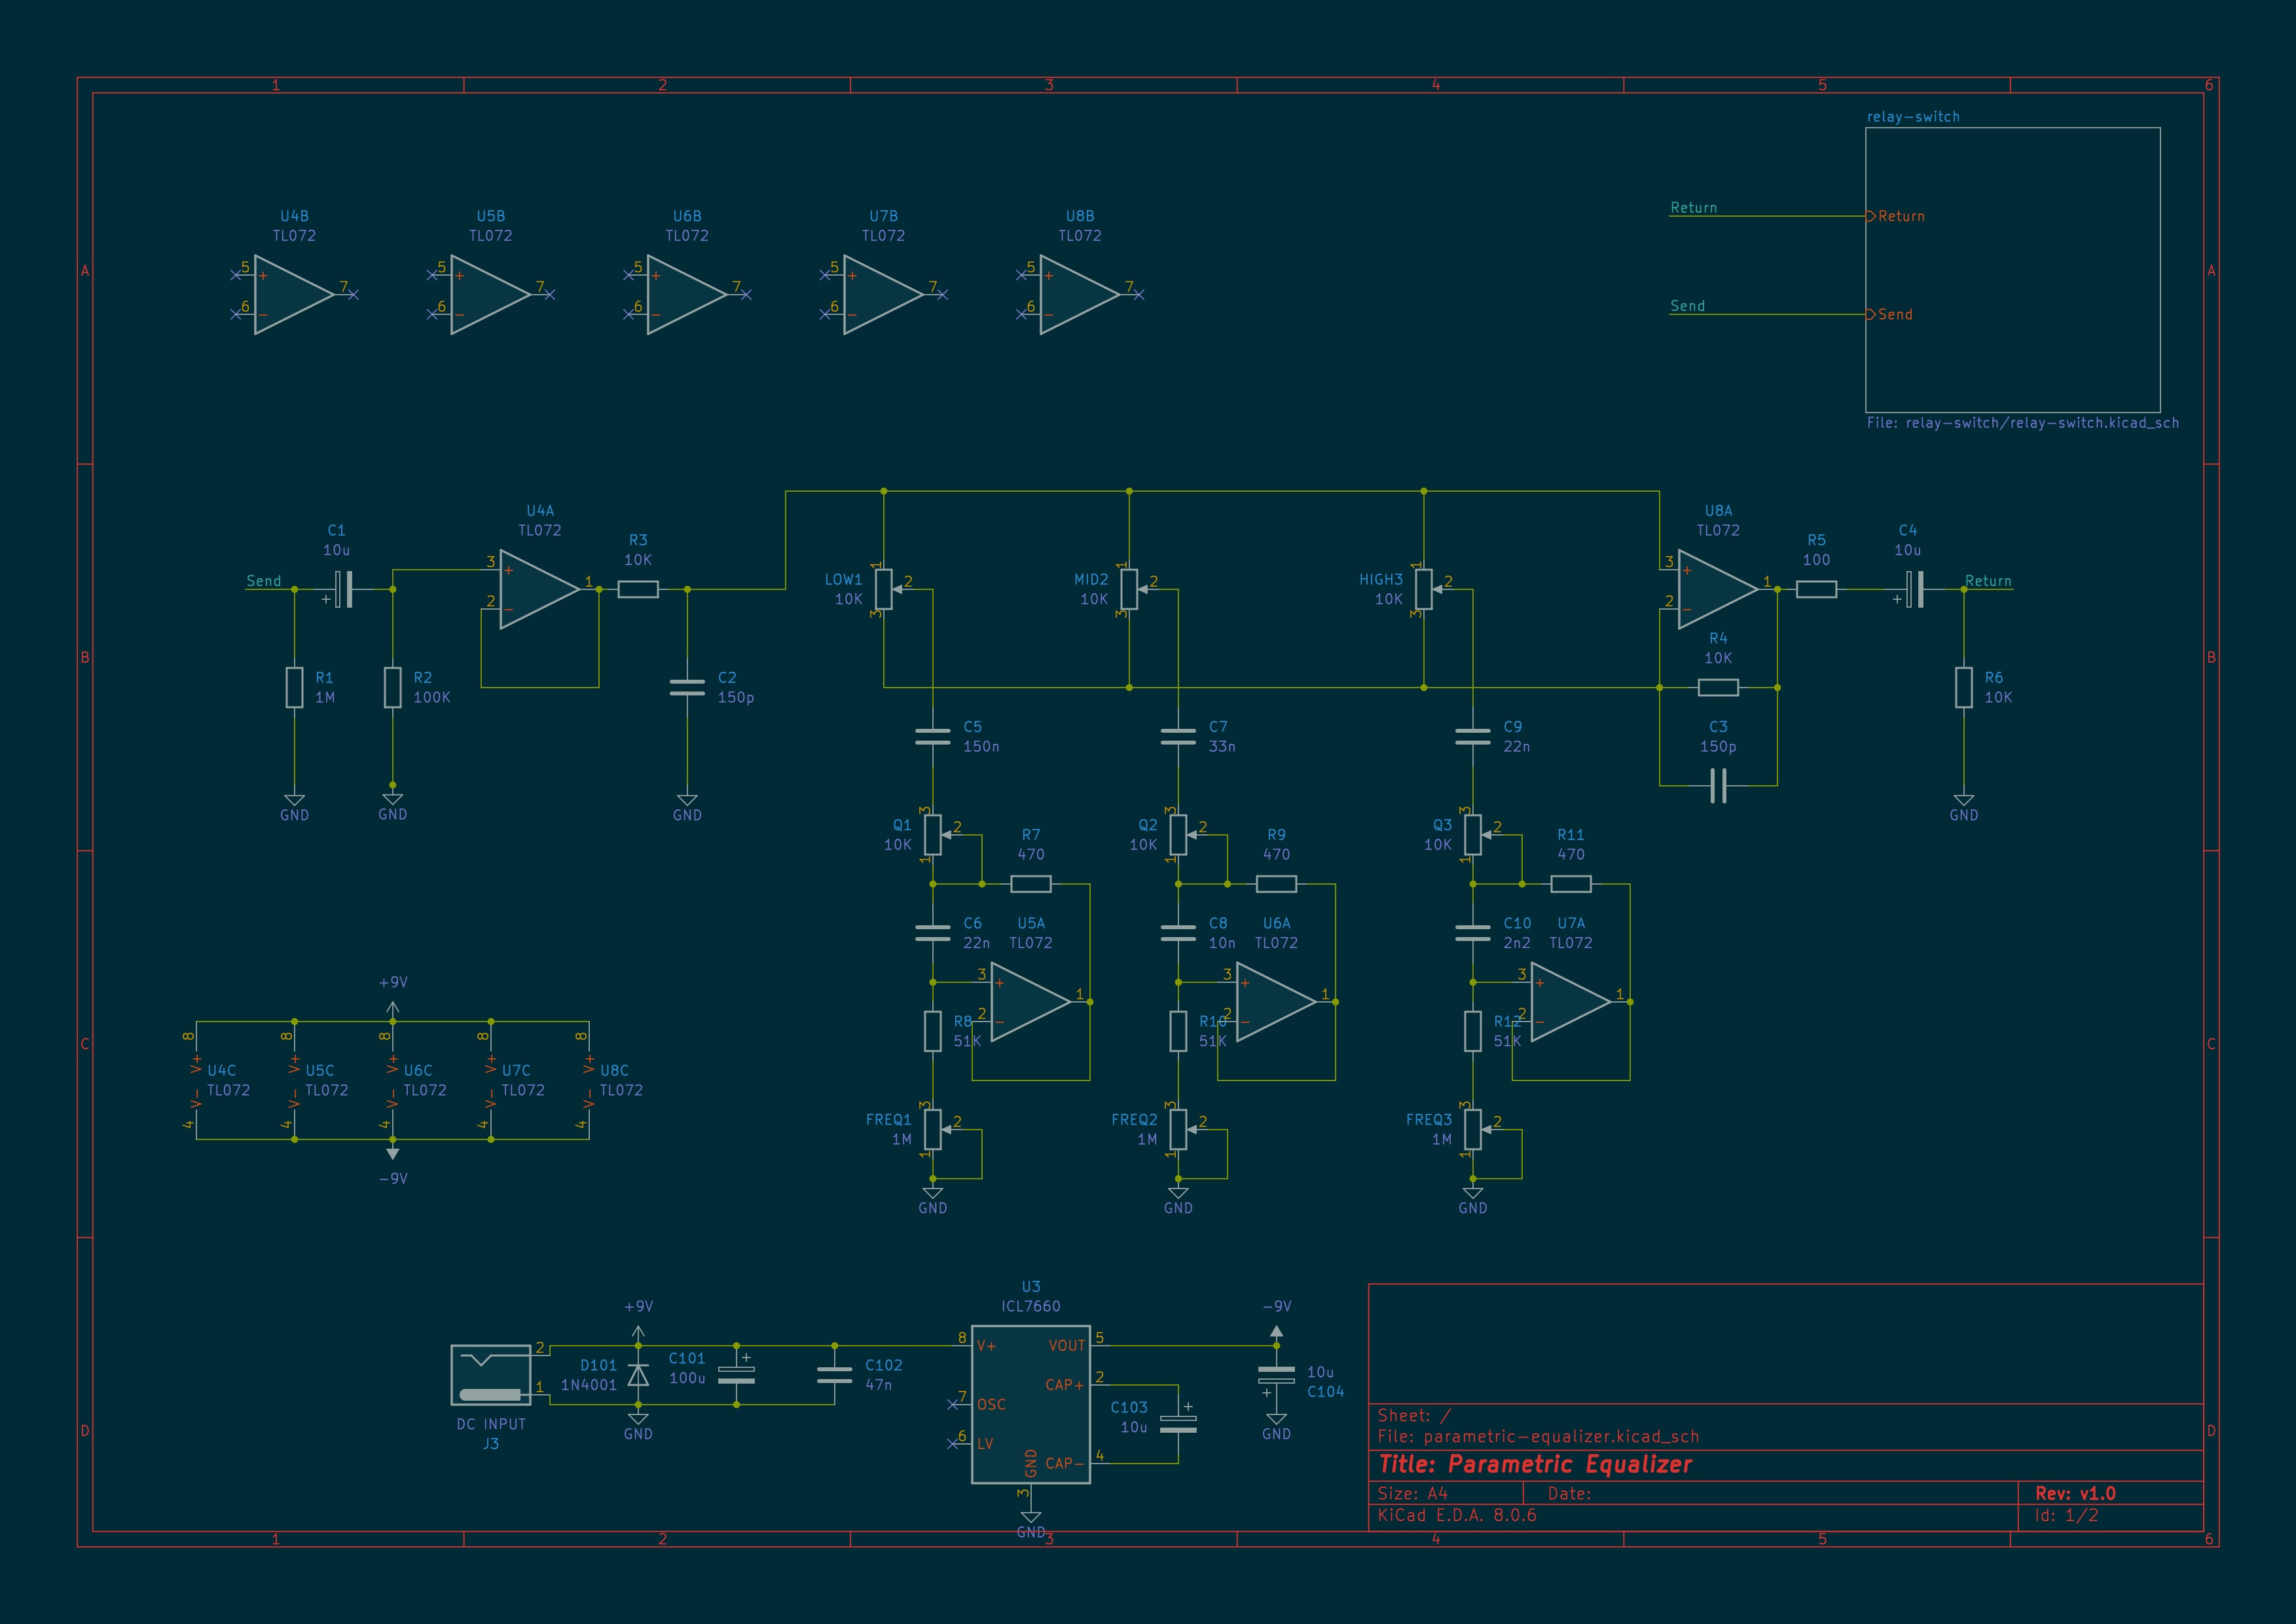 1 2 3 4 5 6
A A
relay-switch
Return
Return
Send
Send
File: relay-switch/relay-switch.kicad_sch
U4B
TL072
5
+
6
-
7
U5B
TL072
5
+
6
-
7
U6B
TL072
5
+
6
-
7
U7B
TL072
5
+
6
-
7
U8B
TL072
5
+
6
-
7
B B
Send
C1
10u
+
R1
1M
GND
R2
100K
GND
U4A
TL072
3
+
2
-
1
R3
10K
C2
150p
GND
LOW1
10K
1
2
3
MID2
10K
1
2
3
HIGH3
10K
1
2
3
U8A
TL072
3
+
2
-
1
R4
10K
C3
150p
R5
100
C4
10u
+
Return
R6
10K
GND
C5
150n
Q1
10K
3
2
1
R7
470
C6
22n
U5A
TL072
3
+
2
-
1
R8
51K
FREQ1
1M
3
2
1
GND
C7
33n
Q2
10K
3
2
1
R9
470
C8
10n
U6A
TL072
3
+
2
-
1
R10
51K
FREQ2
1M
3
2
1
GND
C9
22n
Q3
10K
3
2
1
R11
470
C10
2n2
U7A
TL072
3
+
2
-
1
R12
51K
FREQ3
1M
3
2
1
GND
C C
+9V
8
V+
V-
4
U4C
TL072
8
V+
V-
4
U5C
TL072
8
V+
V-
4
U6C
TL072
8
V+
V-
4
U7C
TL072
8
V+
V-
4
U8C
TL072
-9V
D D
2
1
DC INPUT
J3
+9V
D101
1N4001
GND
C101
100u
+
C102
47n
U3
ICL7660
8
V+
7
OSC
6
LV
GND
3
GND
VOUT
5
CAP+
2
CAP-
4
C103
10u
+
-9V
10u
C104
+
GND
Sheet: /
File: parametric-equalizer.kicad_sch
Title: Parametric Equalizer
Size: A4 Date: Rev: v1.0
KiCad E.D.A. 8.0.6 Id: 1/2
1 2 3 4 5 6